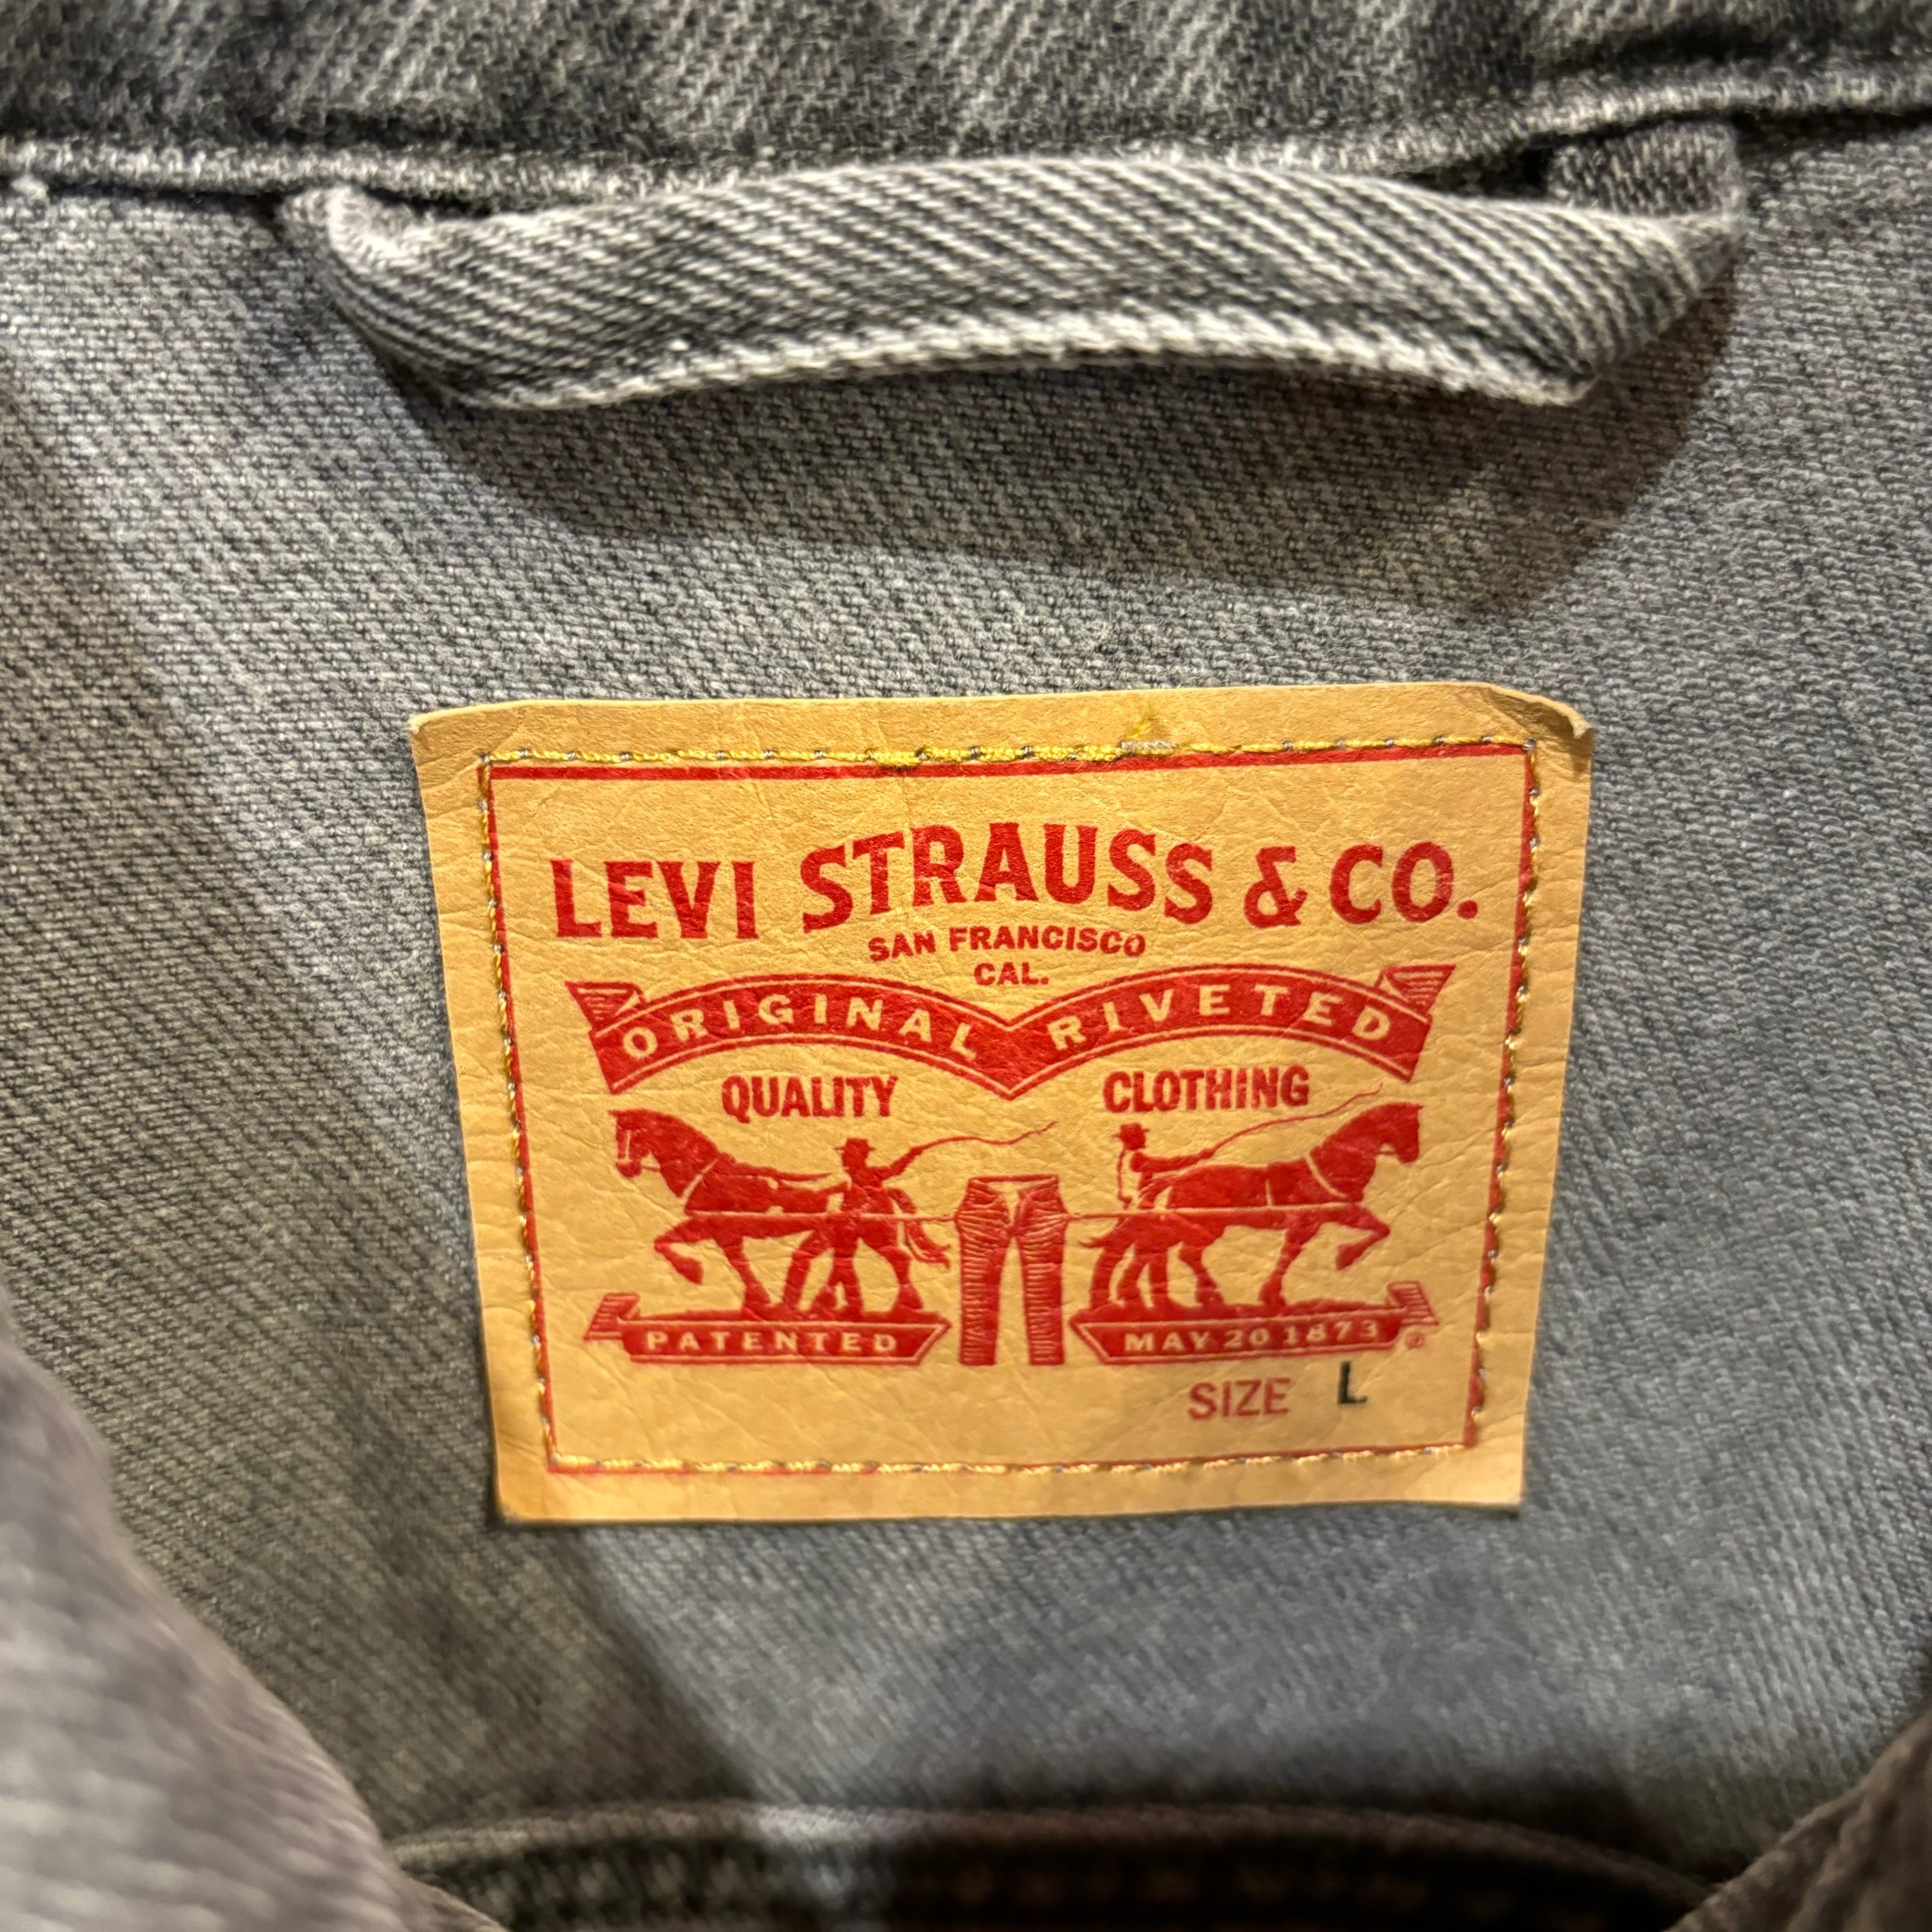 LEVI STRAUSS & CO.
SAN FRANCISCO
CAL.
ORIGINAL RIVETED
QUALITY CLOTHING
PATENTED MAY 20 1873 ®
SIZE L